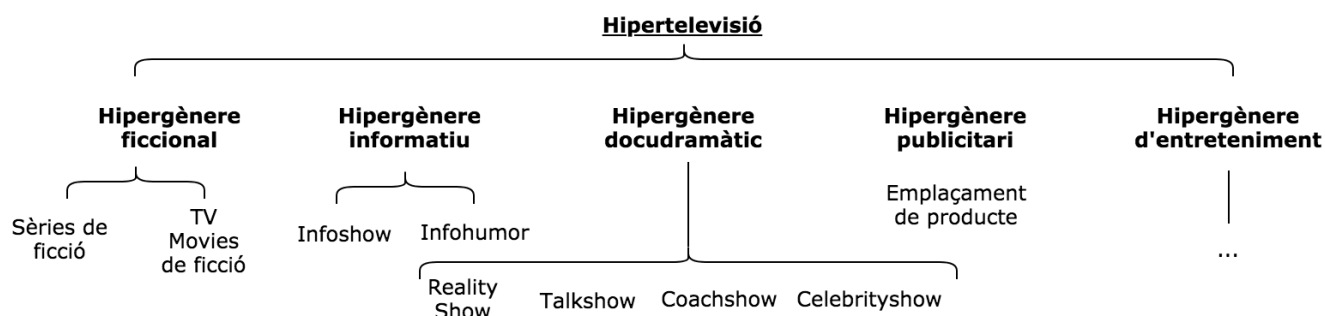 Hipertelevisió
Hipergènere
ficcional
Hipergènere
informatiu
Hipergènere
docudramàtic
Hipergènere
publicitari
Hipergènere
d'entreteniment
Sèries de
ficció
TV
Movies
de ficció
Infoshow
Infohumor
Reality
Show
Talkshow
Coachshow
Celebrityshow
Emplaçament
de producte
...